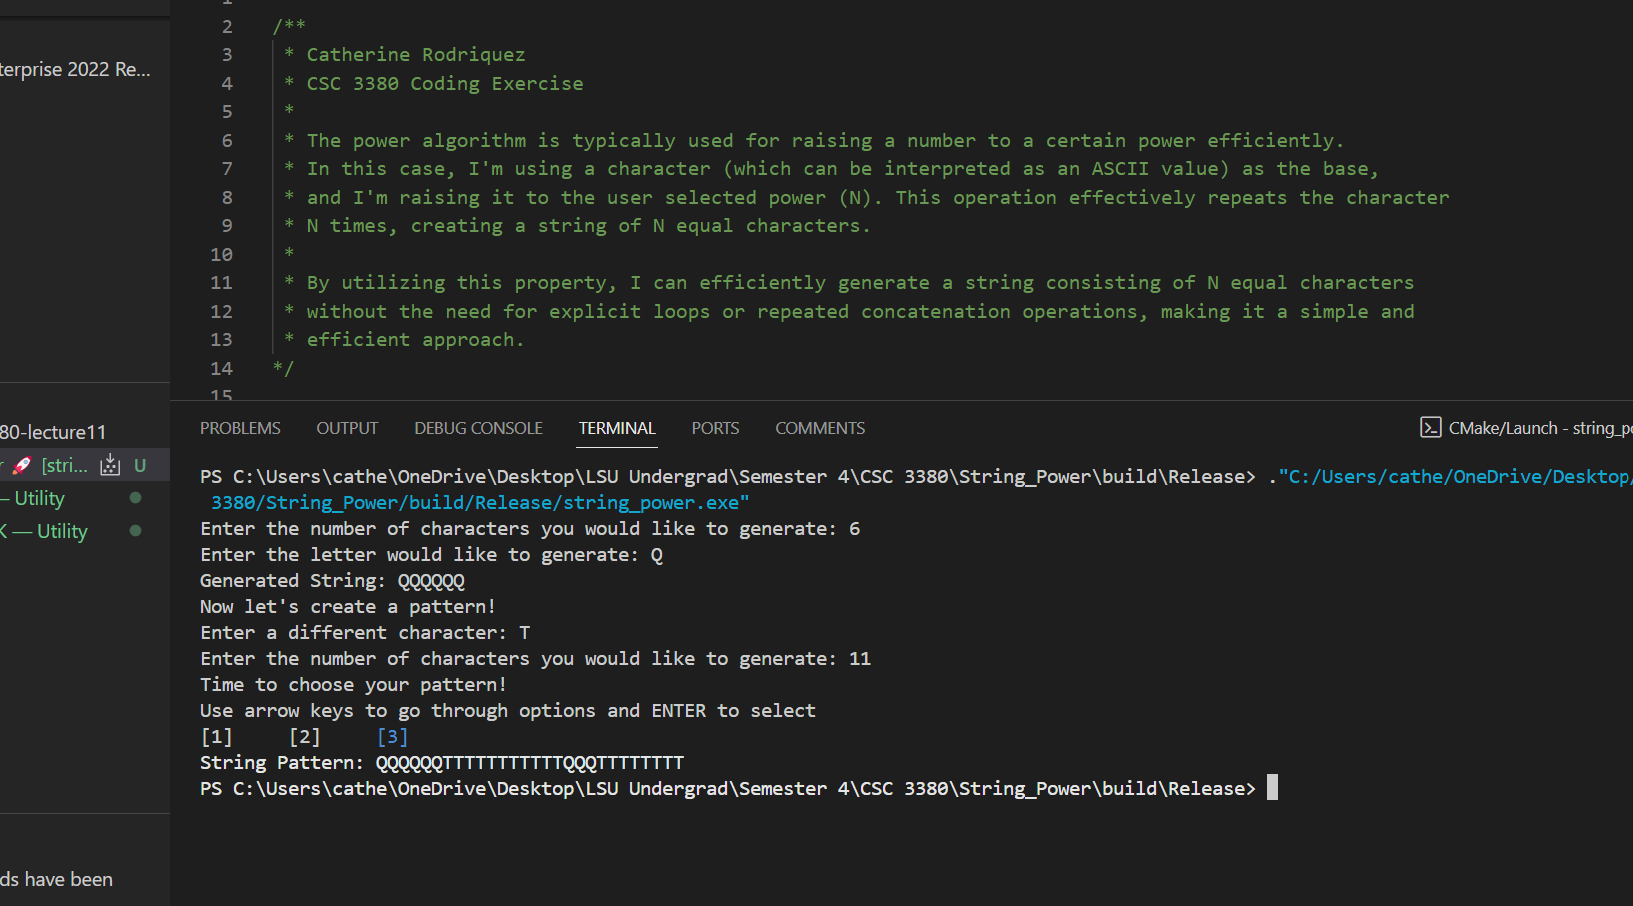 terprise 2022 Re...
80-lecture11
[stri... U
— Utility
K — Utility
ds have been
1
2 /**
3 * Catherine Rodriquez
4 * CSC 3380 Coding Exercise
5 *
6 * The power algorithm is typically used for raising a number to a certain power efficiently.
7 * In this case, I'm using a character (which can be interpreted as an ASCII value) as the base,
8 * and I'm raising it to the user selected power (N). This operation effectively repeats the character
9 * N times, creating a string of N equal characters.
10 *
11 * By utilizing this property, I can efficiently generate a string consisting of N equal characters
12 * without the need for explicit loops or repeated concatenation operations, making it a simple and
13 * efficient approach.
14 */
15
PROBLEMS OUTPUT DEBUG CONSOLE TERMINAL PORTS COMMENTS CMake/Launch - string_po
PS C:\Users\cathe\OneDrive\Desktop\LSU Undergrad\Semester 4\CSC 3380\String_Power\build\Release> ."C:/Users/cathe/OneDrive/Desktop/
3380/String_Power/build/Release/string_power.exe"
Enter the number of characters you would like to generate: 6
Enter the letter would like to generate: Q
Generated String: QQQQQQ
Now let's create a pattern!
Enter a different character: T
Enter the number of characters you would like to generate: 11
Time to choose your pattern!
Use arrow keys to go through options and ENTER to select
[1] [2] [3]
String Pattern: QQQQQQTTTTTTTTTTTQQQTTTTTTTT
PS C:\Users\cathe\OneDrive\Desktop\LSU Undergrad\Semester 4\CSC 3380\String_Power\build\Release>